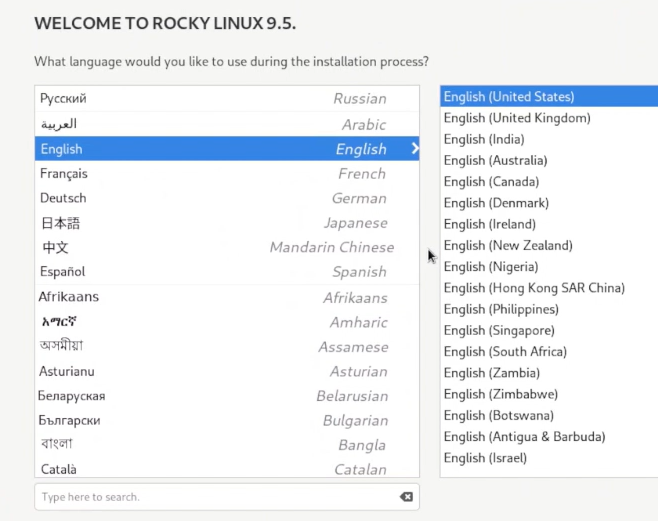 WELCOME TO ROCKY LINUX 9.5.
What language would you like to use during the installation process?
Русский Russian
العربية Arabic
English English
Français French
Deutsch German
日本語 Japanese
中文 Mandarin Chinese
Español Spanish
Afrikaans Afrikaans
አማርኛ Amharic
অসমীয়া Assamese
Asturianu Asturian
Беларуская Belarusian
Български Bulgarian
বাংলা Bangla
Català Catalan
Type here to search.
English (United States)
English (United Kingdom)
English (India)
English (Australia)
English (Canada)
English (Denmark)
English (Ireland)
English (New Zealand)
English (Nigeria)
English (Hong Kong SAR China)
English (Philippines)
English (Singapore)
English (South Africa)
English (Zambia)
English (Zimbabwe)
English (Botswana)
English (Antigua & Barbuda)
English (Israel)